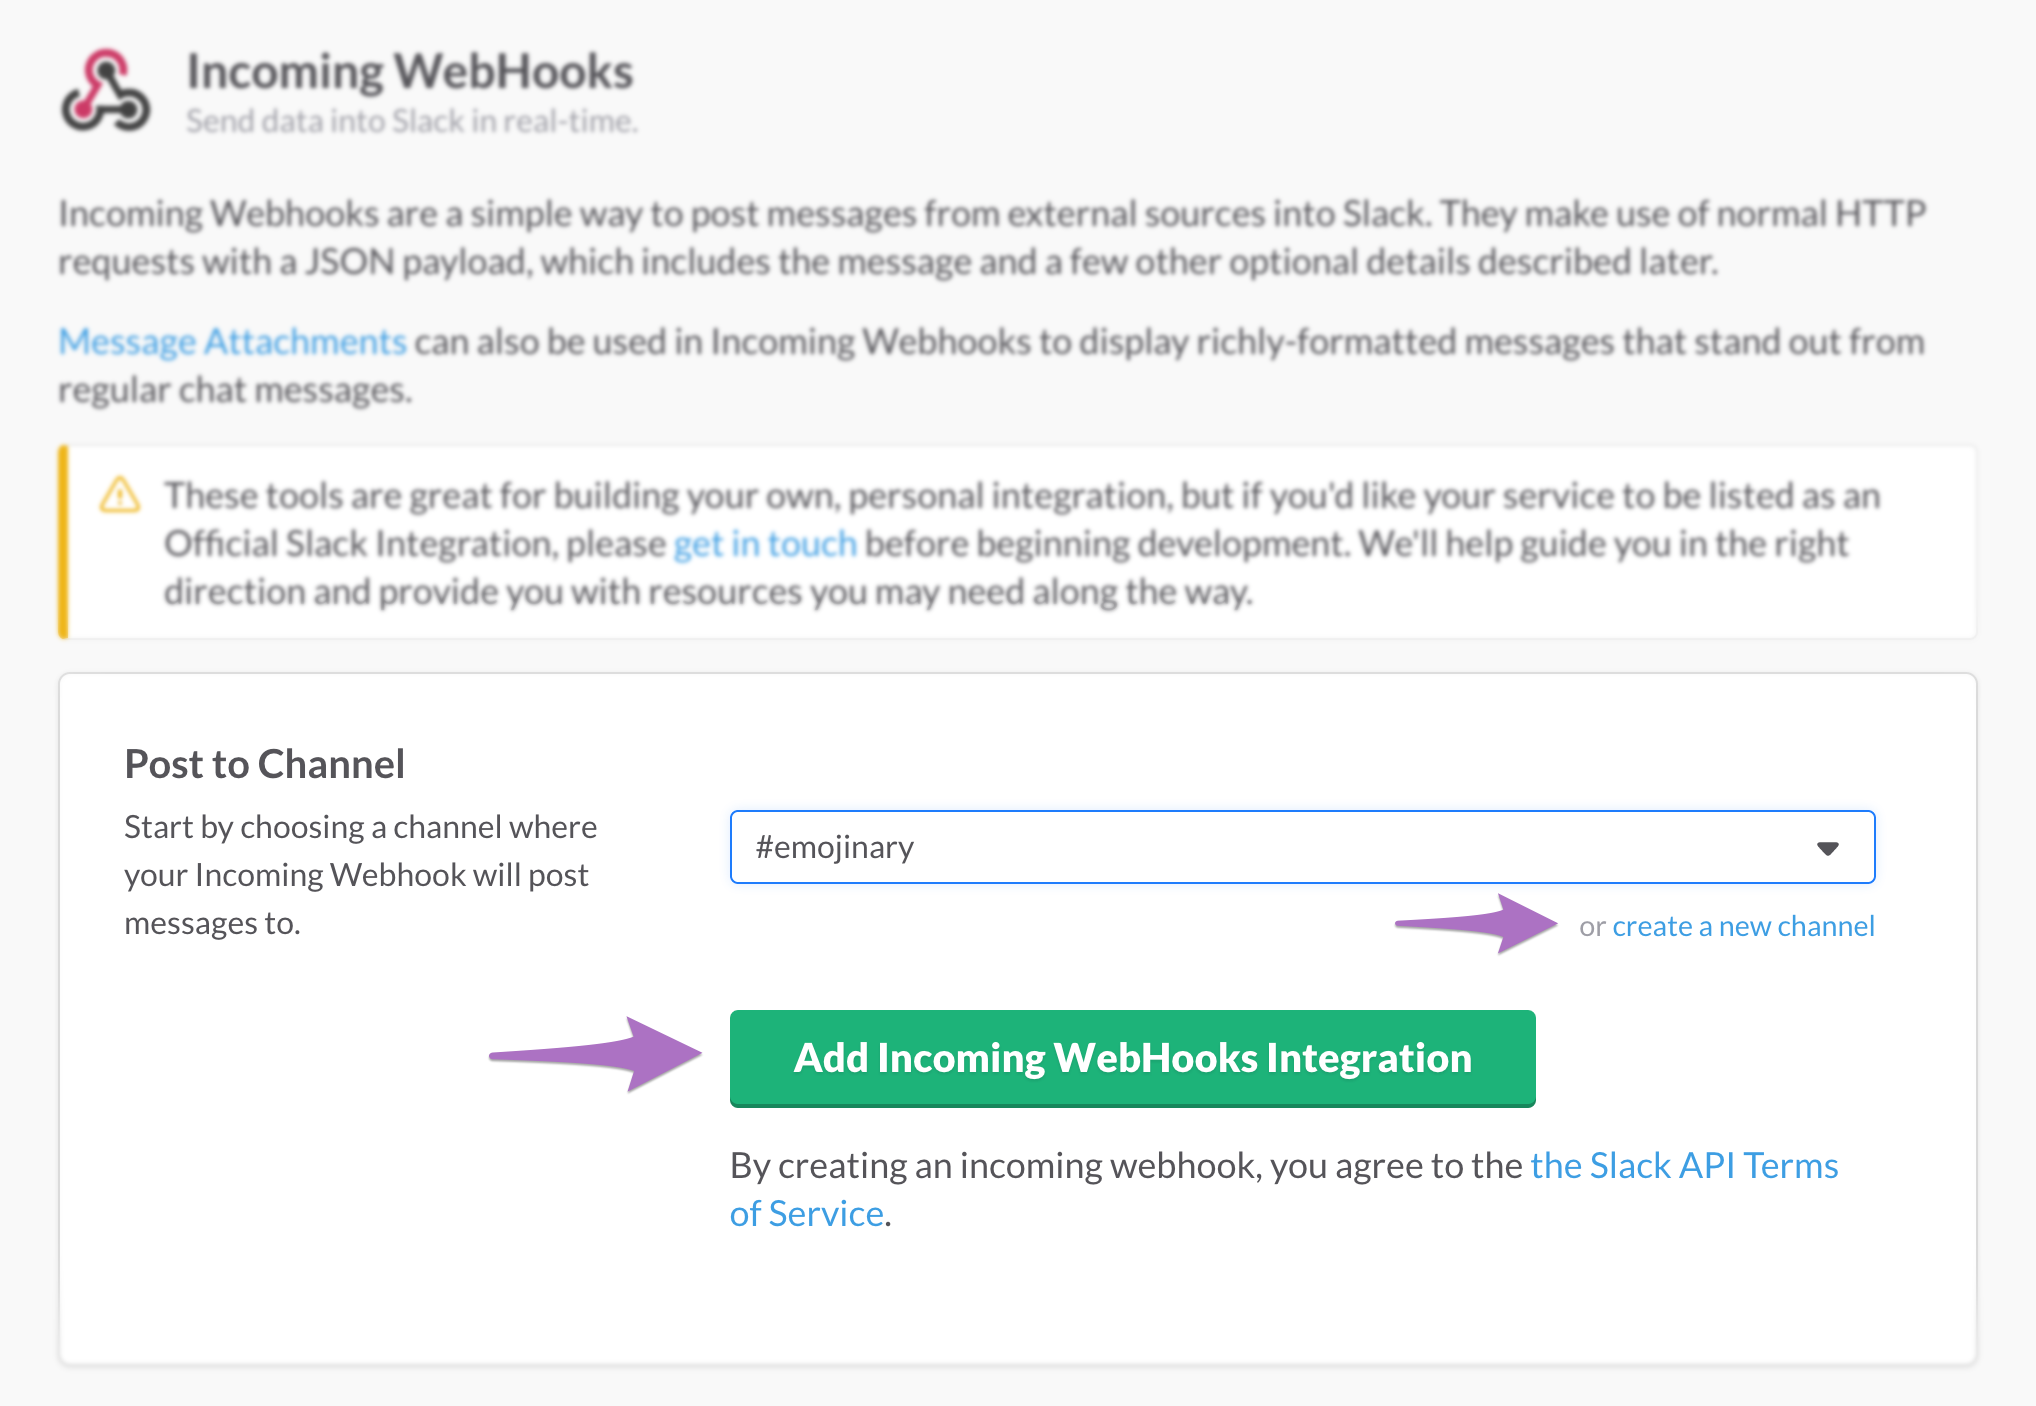 Incoming WebHooks
Send data into Slack in real-time.
Incoming Webhooks are a simple way to post messages from external sources into Slack. They make use of normal HTTP
requests with a JSON payload, which includes the message and a few other optional details described later.
Message Attachments can also be used in Incoming Webhooks to display richly-formatted messages that stand out from
regular chat messages.
These tools are great for building your own, personal integration, but if you'd like your service to be listed as an
Official Slack Integration, please get in touch before beginning development. We'll help guide you in the right
direction and provide you with resources you may need along the way.
Post to Channel
Start by choosing a channel where
your Incoming Webhook will post
messages to.
#emojinary
or create a new channel
Add Incoming WebHooks Integration
By creating an incoming webhook, you agree to the the Slack API Terms
of Service.